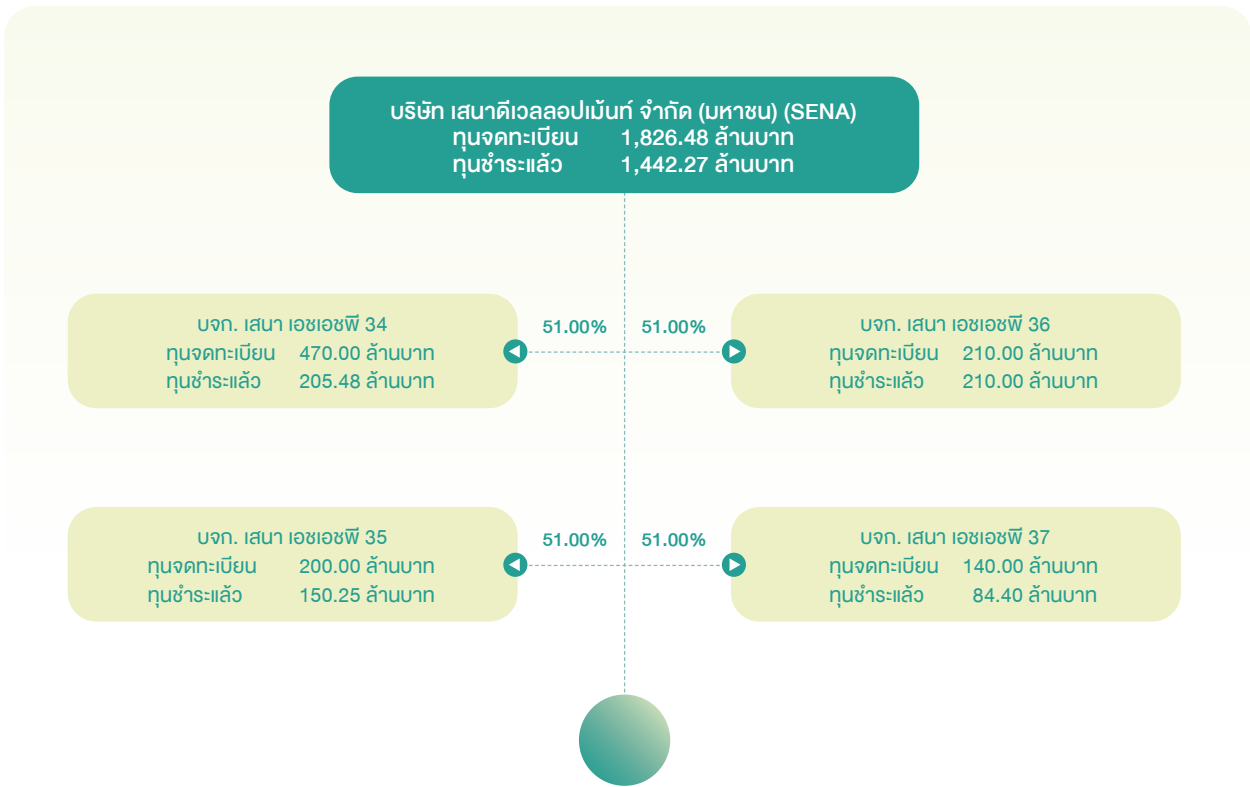 บริษัท เสนาดีเวลลอปเม้นท์ จำกัด (มหาชน) (SENA)
ทุนจดทะเบียน 1,826.48 ล้านบาท
ทุนชำระแล้ว 1,442.27 ล้านบาท
บจก. เสนา เอชเอชพี 34
ทุนจดทะเบียน 470.00 ล้านบาท
ทุนชำระแล้ว 205.48 ล้านบาท
51.00%
51.00%
บจก. เสนา เอชเอชพี 36
ทุนจดทะเบียน 210.00 ล้านบาท
ทุนชำระแล้ว 210.00 ล้านบาท
บจก. เสนา เอชเอชพี 35
ทุนจดทะเบียน 200.00 ล้านบาท
ทุนชำระแล้ว 150.25 ล้านบาท
51.00%
51.00%
บจก. เสนา เอชเอชพี 37
ทุนจดทะเบียน 140.00 ล้านบาท
ทุนชำระแล้ว 84.40 ล้านบาท